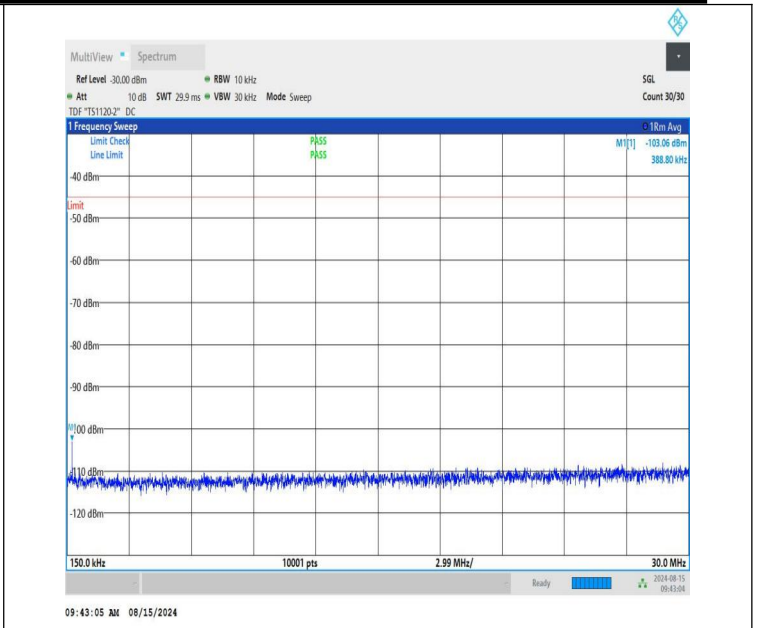 R S
MultiView Spectrum
Ref Level -30.00 dBm RBW 10 kHz SGL
Att 10 dB SWT 29.9 ms VBW 30 kHz Mode Sweep Count 30/30
TDF "TS1120-2" DC
1 Frequency Sweep 1Rm Avg
Limit Check PASS M1[1] -103.06 dBm
Line Limit PASS 388.80 kHz
-40 dBm
Limit
-50 dBm
-60 dBm
-70 dBm
-80 dBm
-90 dBm
M1
-100 dBm
-110 dBm
-120 dBm
150.0 kHz 10001 pts 2.99 MHz/ 30.0 MHz
Ready 2024-08-15
09:43:04
09:43:05 AM 08/15/2024